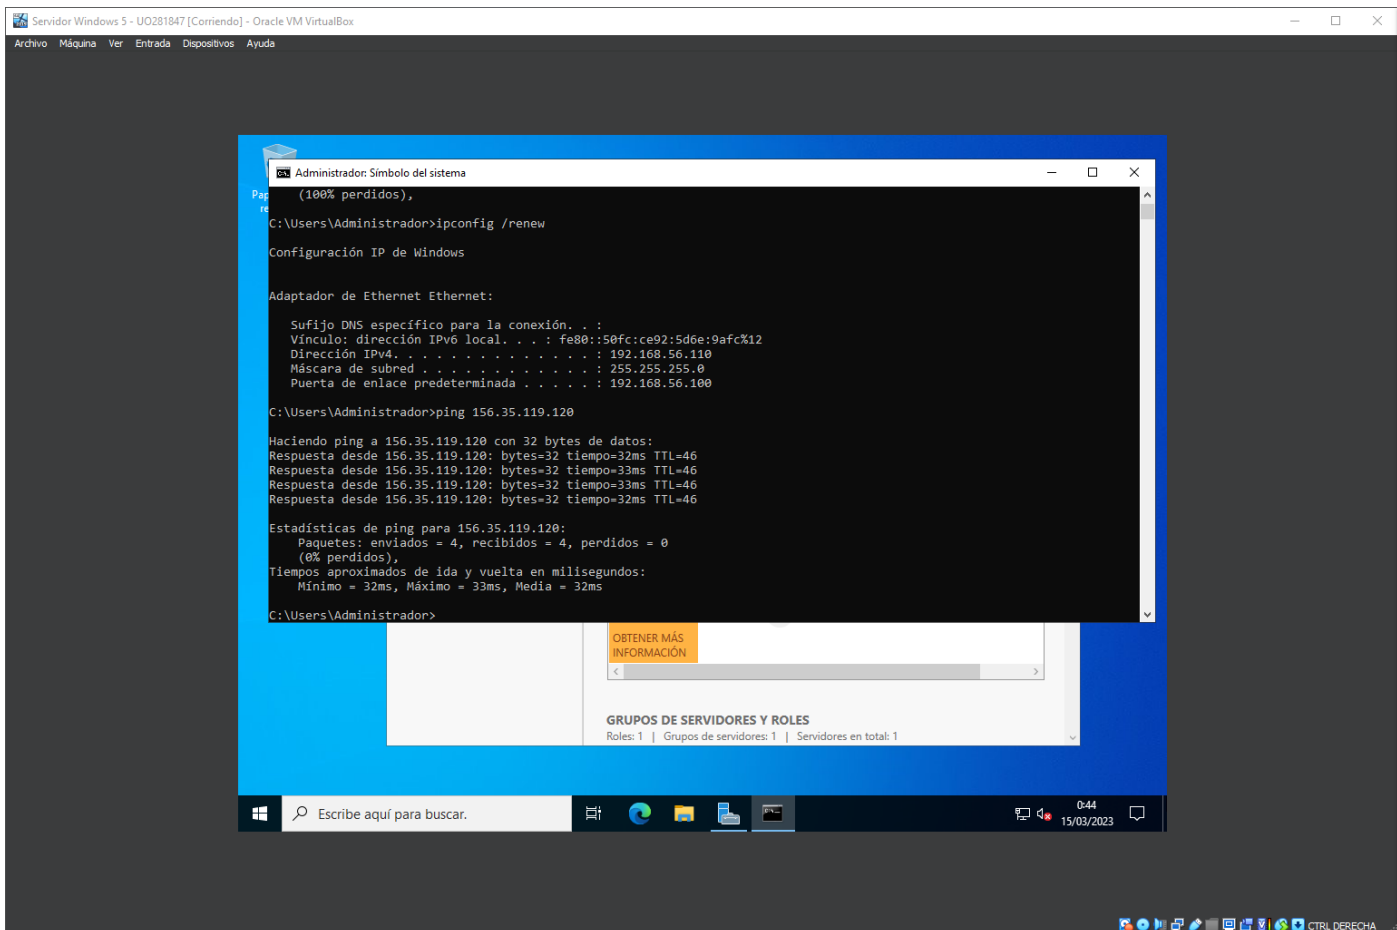 Servidor Windows 5 - UO281847 [Corriendo] - Oracle VM VirtualBox
Archivo Máquina Ver Entrada Dispositivos Ayuda
Administrador: Símbolo del sistema
(100% perdidos),
C:\Users\Administrador>ipconfig /renew
Configuración IP de Windows
Adaptador de Ethernet Ethernet:
Sufijo DNS específico para la conexión. . :
Vínculo: dirección IPv6 local. . . : fe80::50fc:ce92:5d6e:9afc%12
Dirección IPv4. . . . . . . . . . . . . . : 192.168.56.110
Máscara de subred . . . . . . . . . . . . : 255.255.255.0
Puerta de enlace predeterminada . . . . . : 192.168.56.100
C:\Users\Administrador>ping 156.35.119.120
Haciendo ping a 156.35.119.120 con 32 bytes de datos:
Respuesta desde 156.35.119.120: bytes=32 tiempo=32ms TTL=46
Respuesta desde 156.35.119.120: bytes=32 tiempo=33ms TTL=46
Respuesta desde 156.35.119.120: bytes=32 tiempo=33ms TTL=46
Respuesta desde 156.35.119.120: bytes=32 tiempo=32ms TTL=46
Estadísticas de ping para 156.35.119.120:
Paquetes: enviados = 4, recibidos = 4, perdidos = 0
(0% perdidos),
Tiempos aproximados de ida y vuelta en milisegundos:
Mínimo = 32ms, Máximo = 33ms, Media = 32ms
C:\Users\Administrador>
OBTENER MÁS
INFORMACIÓN
GRUPOS DE SERVIDORES Y ROLES
Roles: 1 | Grupos de servidores: 1 | Servidores en total: 1
Escribe aquí para buscar.
0:44
15/03/2023
CTRL DERECHA